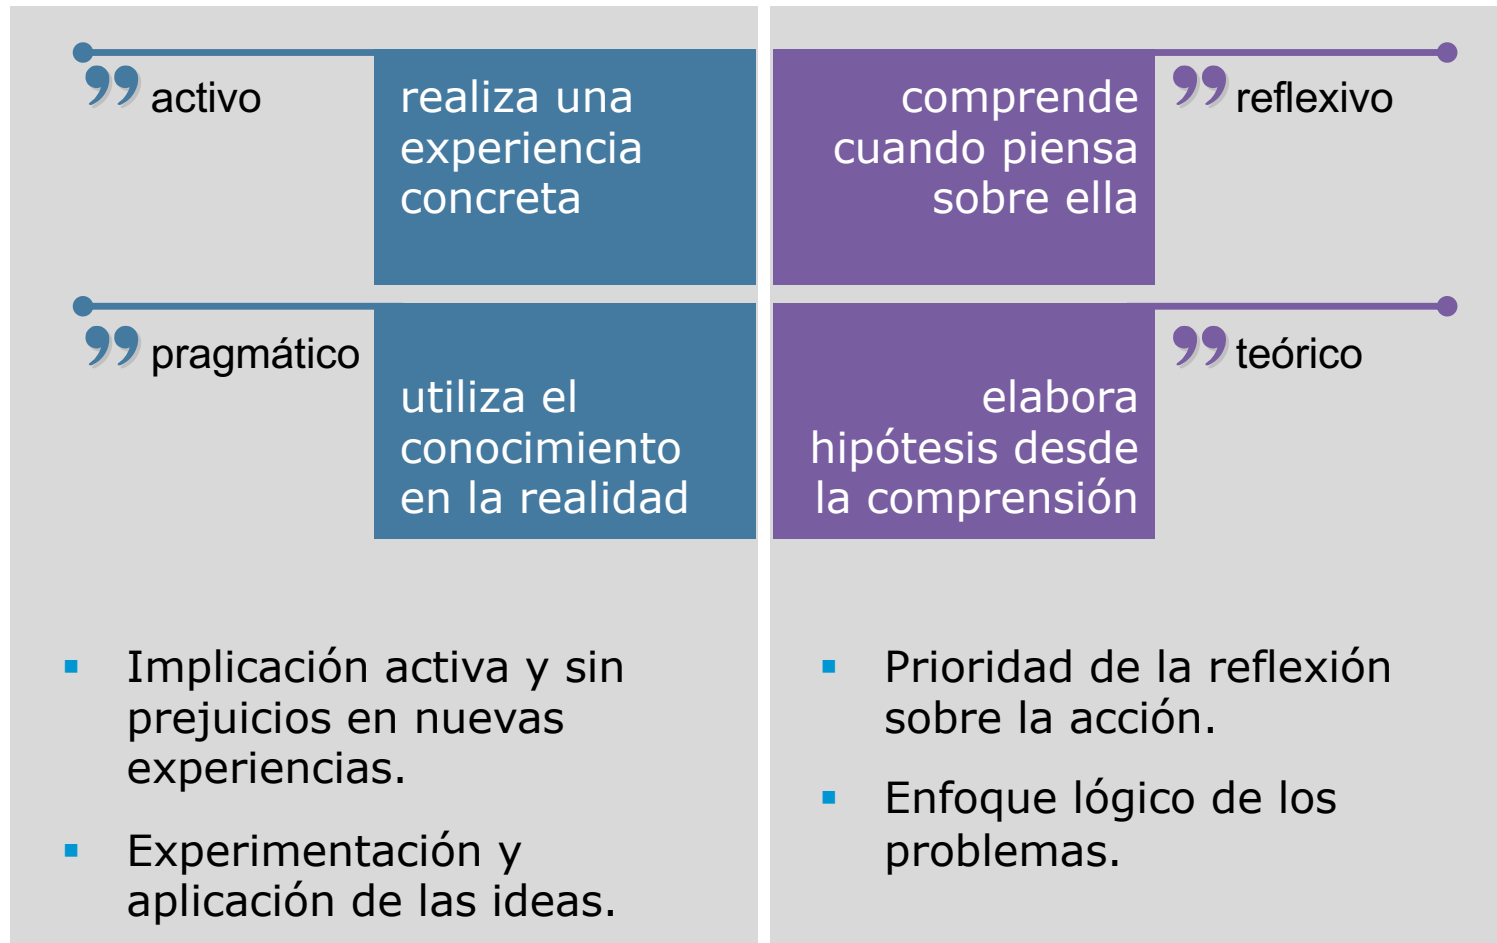 activo
realiza una
experiencia
concreta
comprende
cuando piensa
sobre ella
reflexivo
pragmático
utiliza el
conocimiento
en la realidad
elabora
hipótesis desde
la comprensión
teórico
Implicación activa y sin
prejuicios en nuevas
experiencias.
Experimentación y
aplicación de las ideas.
Prioridad de la reflexión
sobre la acción.
Enfoque lógico de los
problemas.